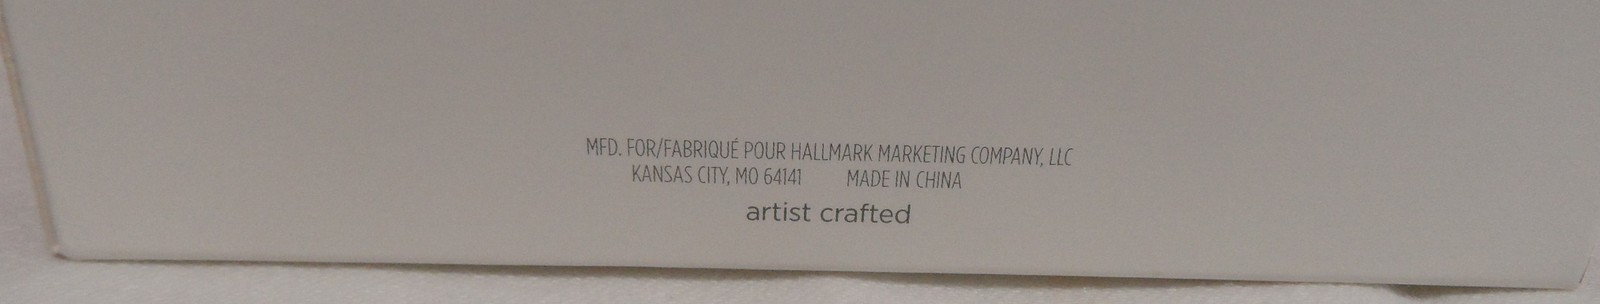 MFD. FOR/FABRIQUÉ POUR HALLMARK MARKETING COMPANY, LLC
KANSAS CITY, MO 64141 MADE IN CHINA
artist crafted